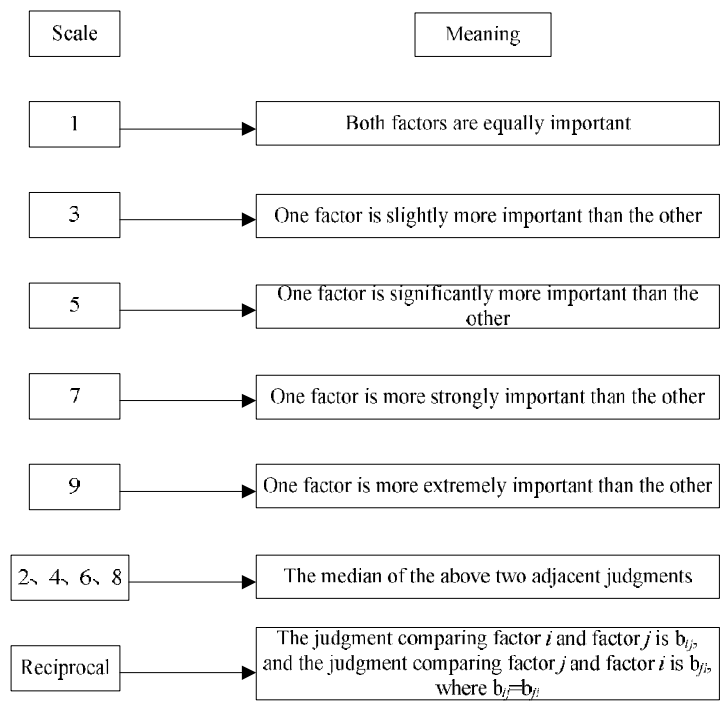 Scale
Meaning
1
Both factors are equally important
3
One factor is slightly more important than the other
5
One factor is significantly more important than the
other
7
One factor is more strongly important than the other
9
One factor is more extremely important than the other
2、4、6、8
The median of the above two adjacent judgments
Reciprocal
The judgment comparing factor i and factor j is bij,
and the judgment comparing factor j and factor i is bji,
where bij=bji